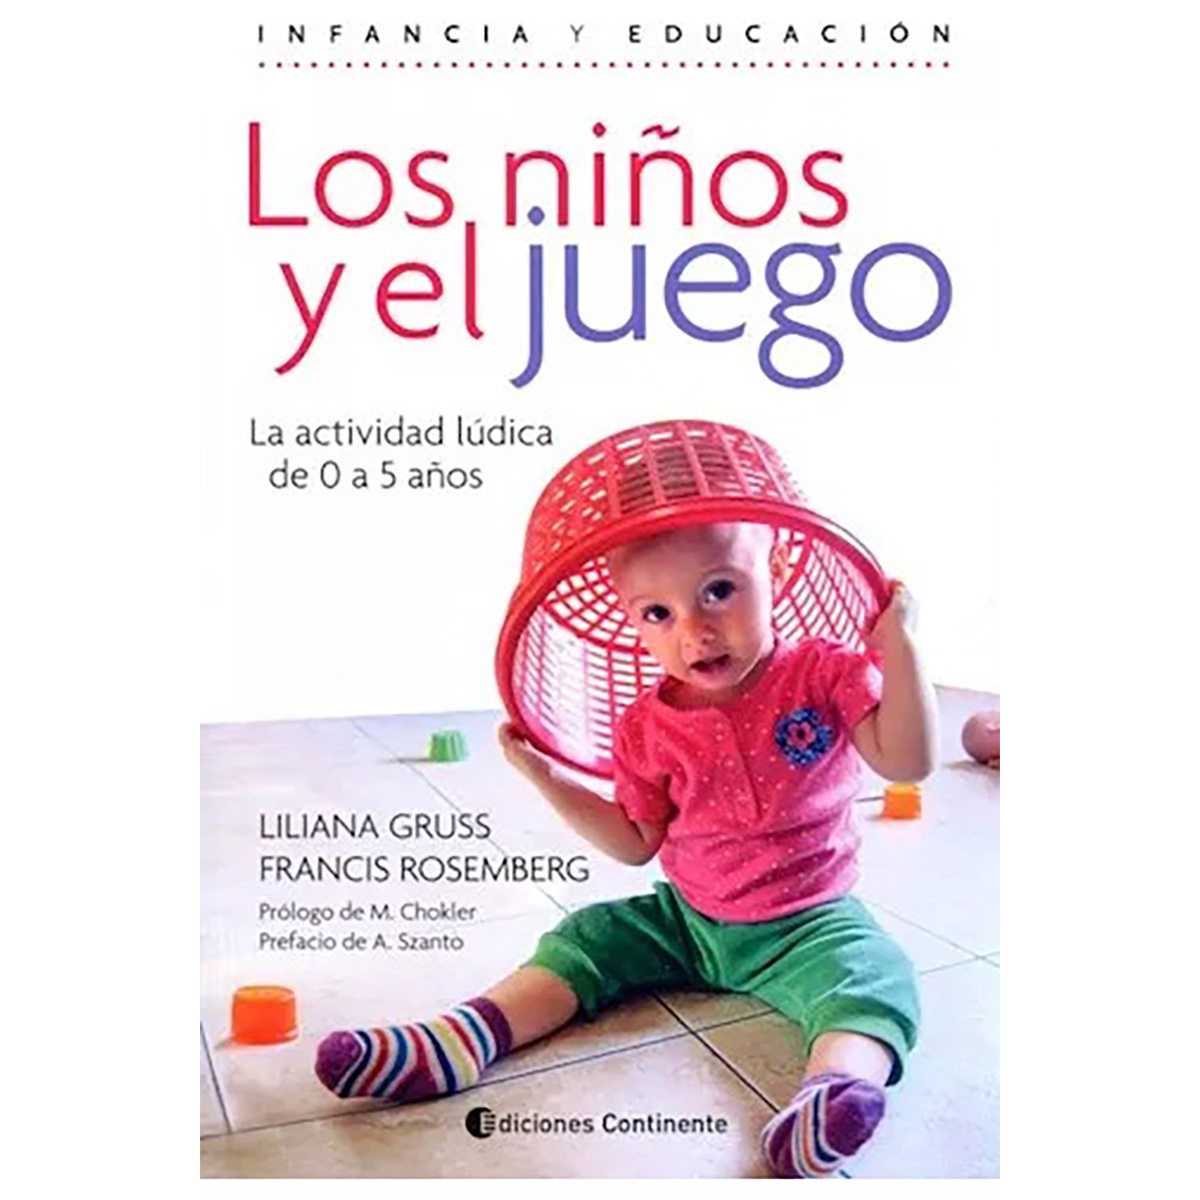 INFANCIA Y EDUCACIÓN
Los niños
y el juego
La actividad lúdica
de 0 a 5 años
LILIANA GRUSS
FRANCIS ROSEMBERG
Prólogo de M. Chokler
Prefacio de A. Szanto
Ediciones Continente